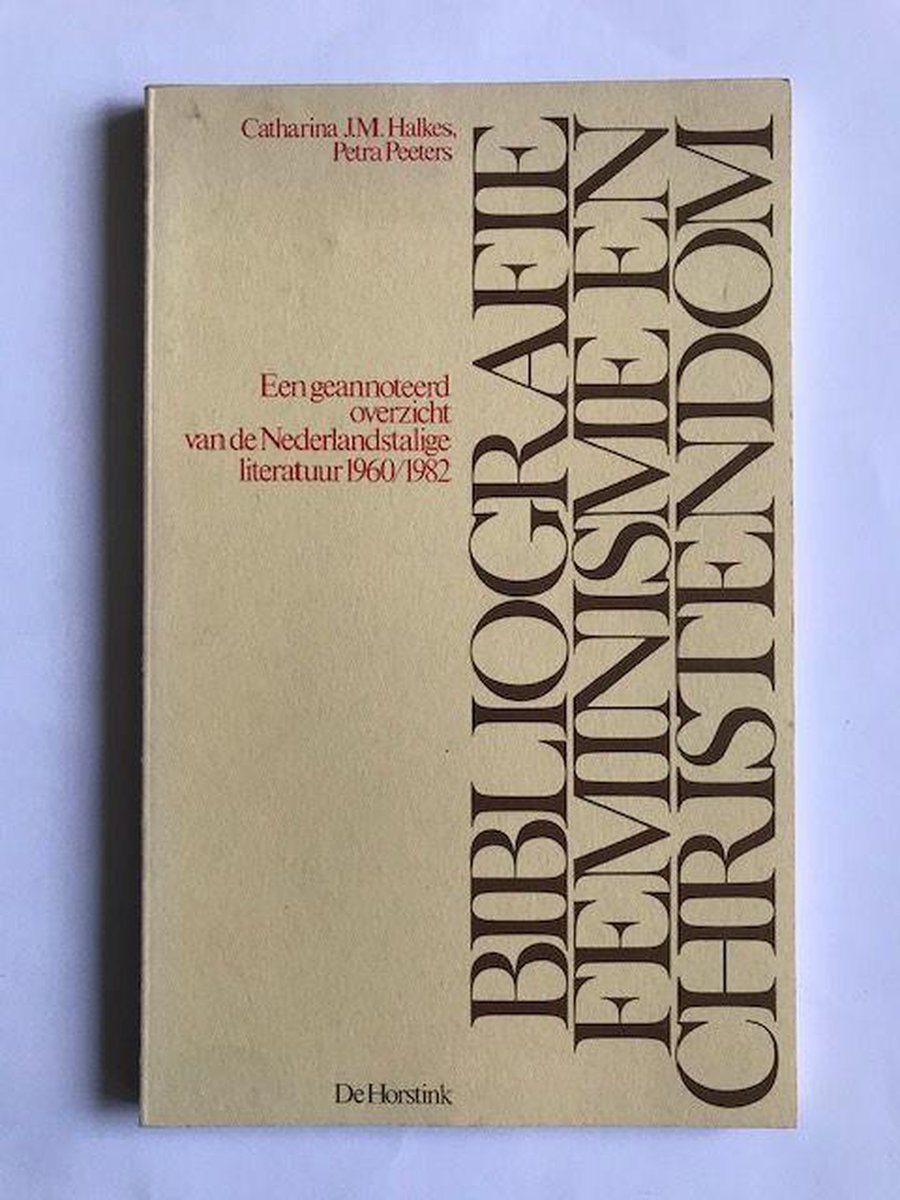 Catharina J.M. Halkes,
Petra Peeters
BIBLIOGRAFIE
FEMINISME EN
CHRISTENDOM
Een geannoteerd
overzicht
van de Nederlandstalige
literatuur 1960/1982
De Horstink